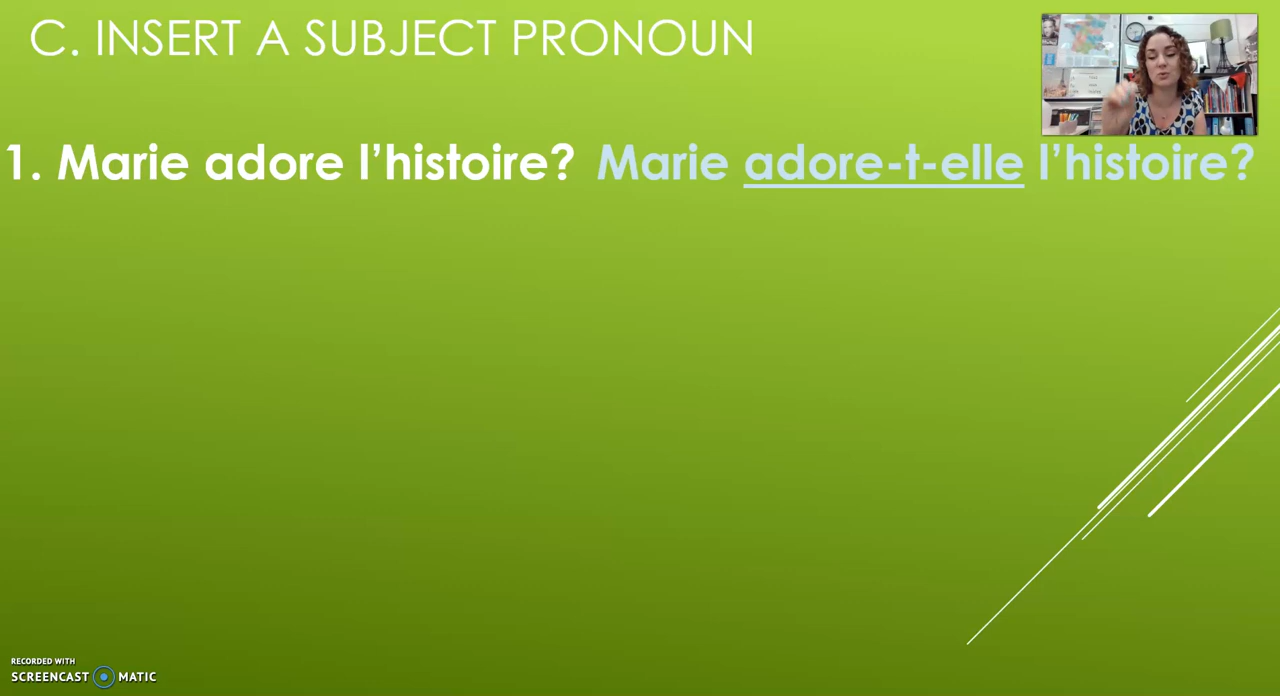 C. INSERT A SUBJECT PRONOUN
1. Marie adore l’histoire? Marie adore-t-elle l’histoire?
RECORDED WITH
SCREENCAST MATIC